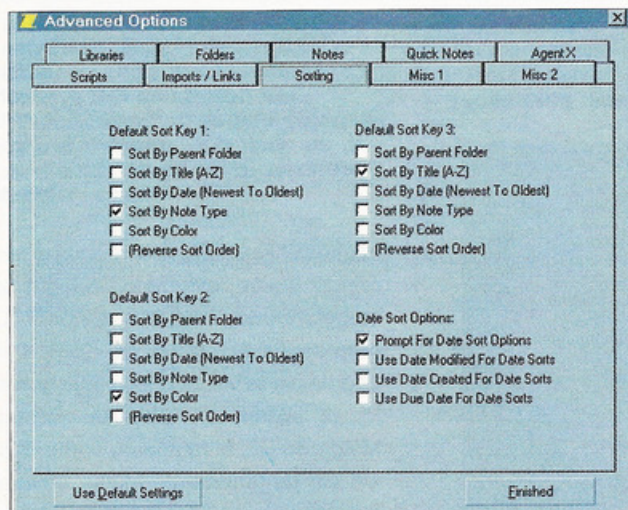 Advanced Options
Libraries
Folders
Notes
Quick Notes
AgentX
Scripts
Imports / Links
Sorting
Misc 1
Misc 2
Default Sort Key 1:
Sort By Parent Folder
Sort By Title (A-Z)
Sort By Date (Newest To Oldest)
Sort By Note Type
Sort By Color
(Reverse Sort Order)
Default Sort Key 2:
Sort By Parent Folder
Sort By Title (A-Z)
Sort By Date (Newest To Oldest)
Sort By Note Type
Sort By Color
(Reverse Sort Order)
Default Sort Key 3:
Sort By Parent Folder
Sort By Title (A-Z)
Sort By Date (Newest To Oldest)
Sort By Note Type
Sort By Color
(Reverse Sort Order)
Date Sort Options:
Prompt For Date Sort Options
Use Date Modified For Date Sorts
Use Date Created For Date Sorts
Use Due Date For Date Sorts
Use Default Settings
Finished